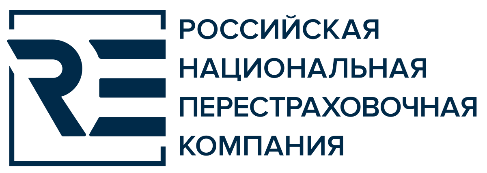 RE
РОССИЙСКАЯ
НАЦИОНАЛЬНАЯ
ПЕРЕСТРАХОВОЧНАЯ
КОМПАНИЯ